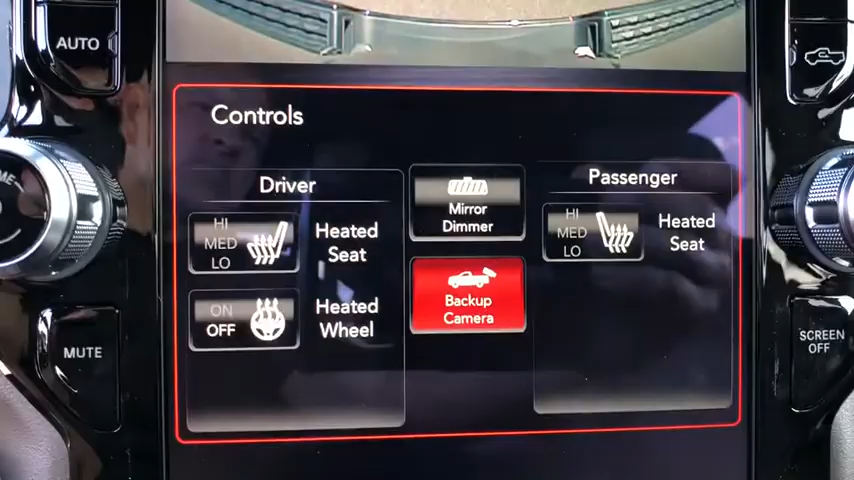 AUTO
Controls
Driver
Passenger
HI
MED
LO
Heated
Seat
Mirror
Dimmer
HI
MED
LO
Heated
Seat
ON
OFF
Heated
Wheel
Backup
Camera
MUTE
SCREEN
OFF